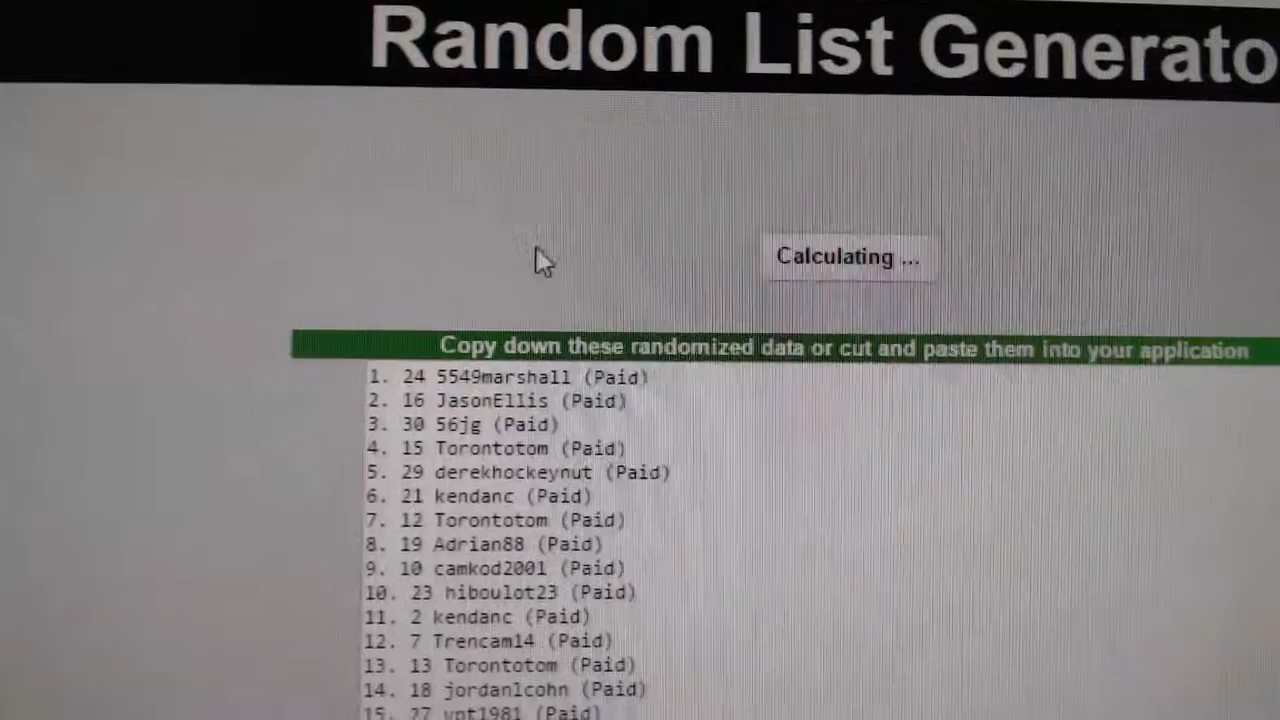 Random List Generato
Calculating ...
Copy down these randomized data or cut and paste them into your application
1. 24 5549marshall (Paid)
2. 16 JasonEllis (Paid)
3. 30 56jg (Paid)
4. 15 Torontotom (Paid)
5. 29 derekhockeynut (Paid)
6. 21 kendanc (Paid)
7. 12 Torontotom (Paid)
8. 19 Adrian88 (Paid)
9. 10 camkod2001 (Paid)
10. 23 hiboulot23 (Paid)
11. 2 kendanc (Paid)
12. 7 Trencam14 (Paid)
13. 13 Torontotom (Paid)
14. 18 jordan1cohn (Paid)
15. 27 (Paid)